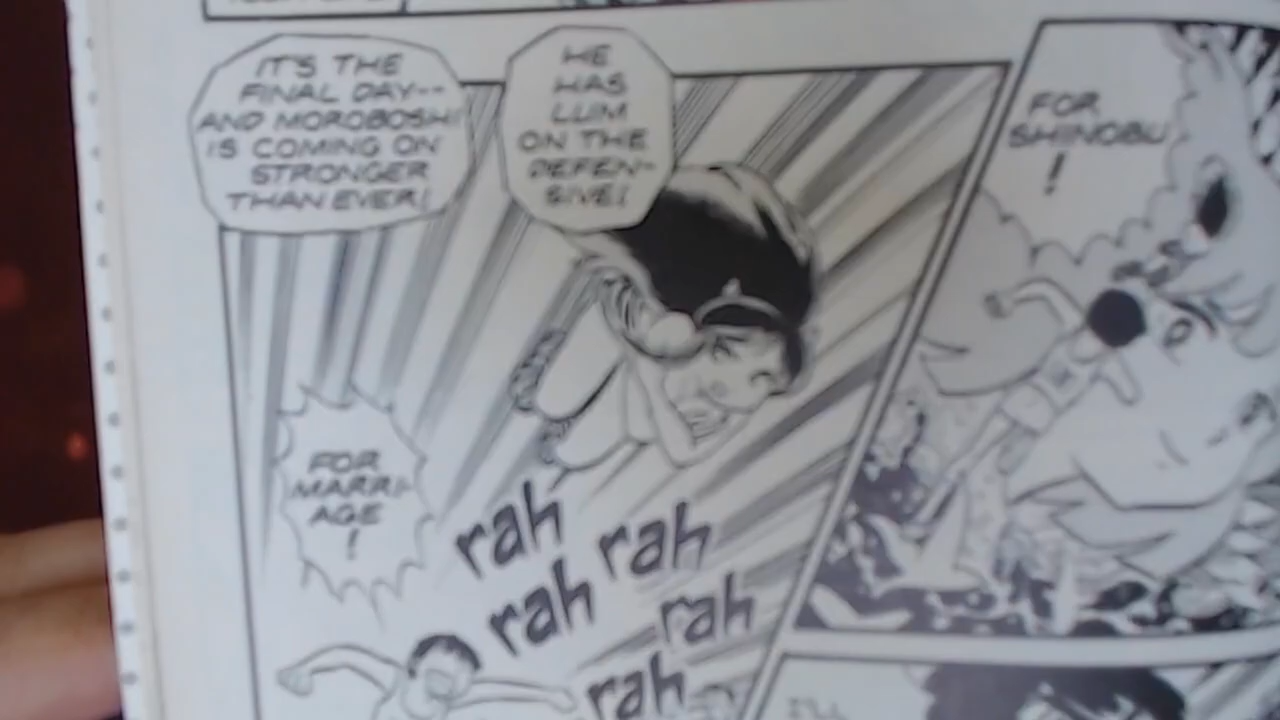 IT'S THE
FINAL DAY--
AND MOROBOSHI
IS COMING ON
STRONGER
THAN EVER!
HE
HAS
LUM
ON THE
DEFEN-
SIVE!
FOR
SHINOBU
!
FOR
MARRI-
AGE
!
rah
rah
rah
rah
rah
I'LL